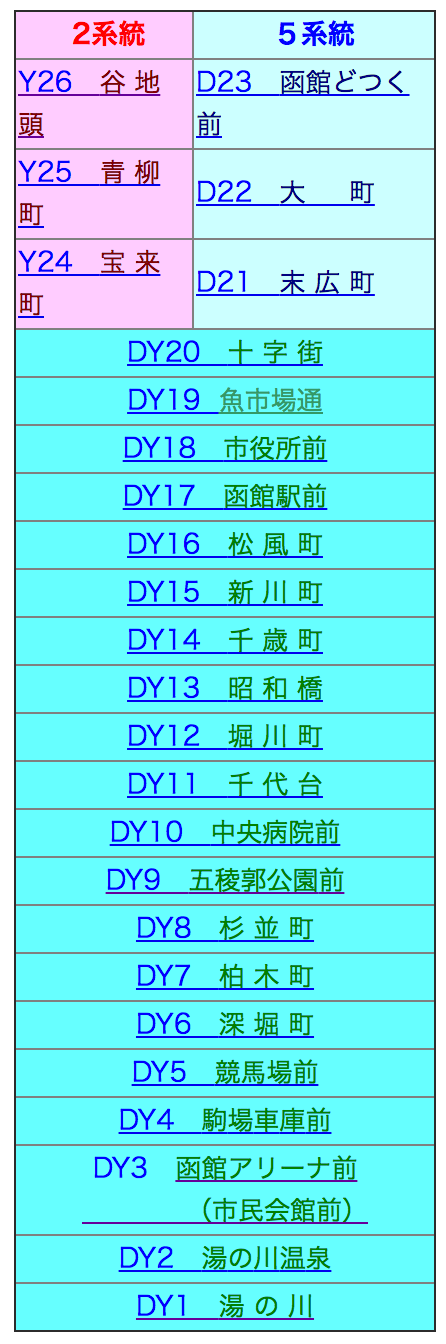 2系統
５系統
Y26　谷 地
頭
D23　函館どつく
前
Y25　青 柳
町
D22　大　　町
Y24　宝 来
町
D21　末 広 町
DY20　十 字 街
DY19 魚市場通
DY18　市役所前
DY17　函館駅前
DY16　松 風 町
DY15　新 川 町
DY14　千 歳 町
DY13　昭 和 橋
DY12　堀 川 町
DY11　千 代 台
DY10　中央病院前
DY9　五稜郭公園前
DY8　杉 並 町
DY7　柏 木 町
DY6　深 堀 町
DY5　競馬場前
DY4　駒場車庫前
DY3　函館アリーナ前
（市民会館前）
DY2　湯の川温泉
DY1　湯 の 川